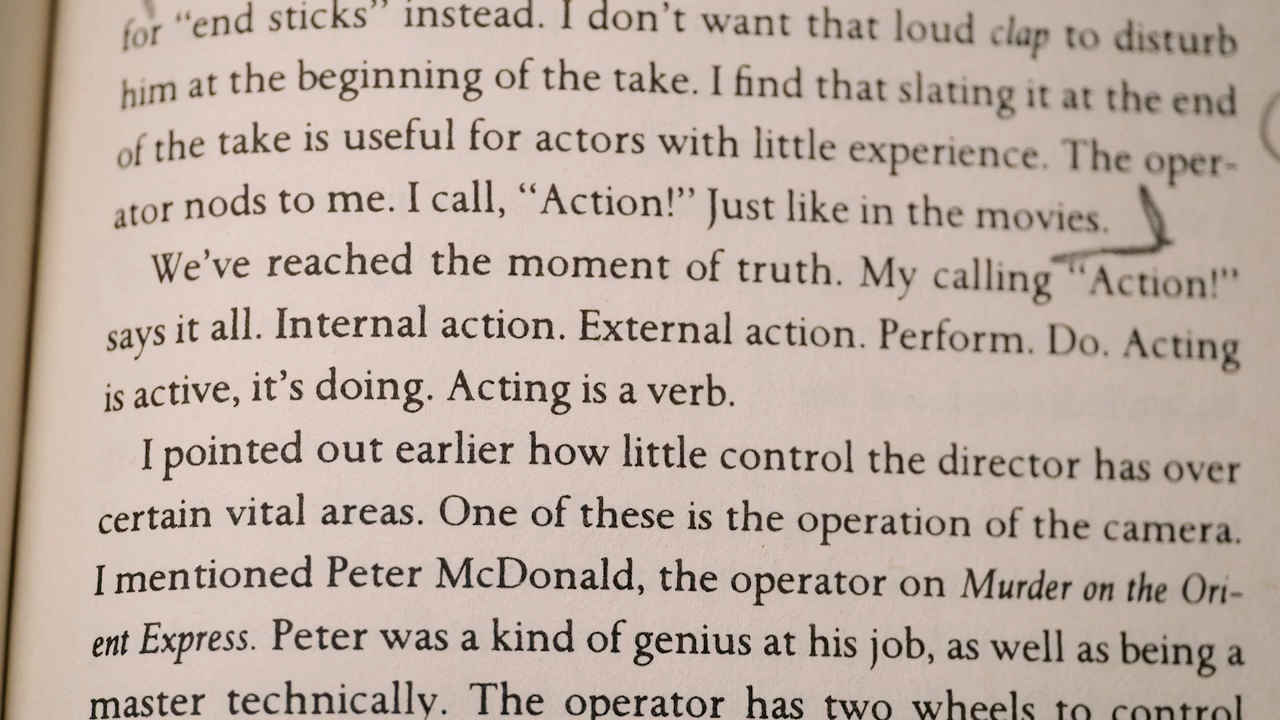 for “end sticks” instead. I don’t want that loud clap to disturb
him at the beginning of the take. I find that slating it at the end
of the take is useful for actors with little experience. The oper-
ator nods to me. I call, “Action!” Just like in the movies.
We’ve reached the moment of truth. My calling “Action!”
says it all. Internal action. External action. Perform. Do. Acting
is active, it’s doing. Acting is a verb.
I pointed out earlier how little control the director has over
certain vital areas. One of these is the operation of the camera.
I mentioned Peter McDonald, the operator on Murder on the Ori-
ent Express. Peter was a kind of genius at his job, as well as being a
master technically. The operator has two wheels to control